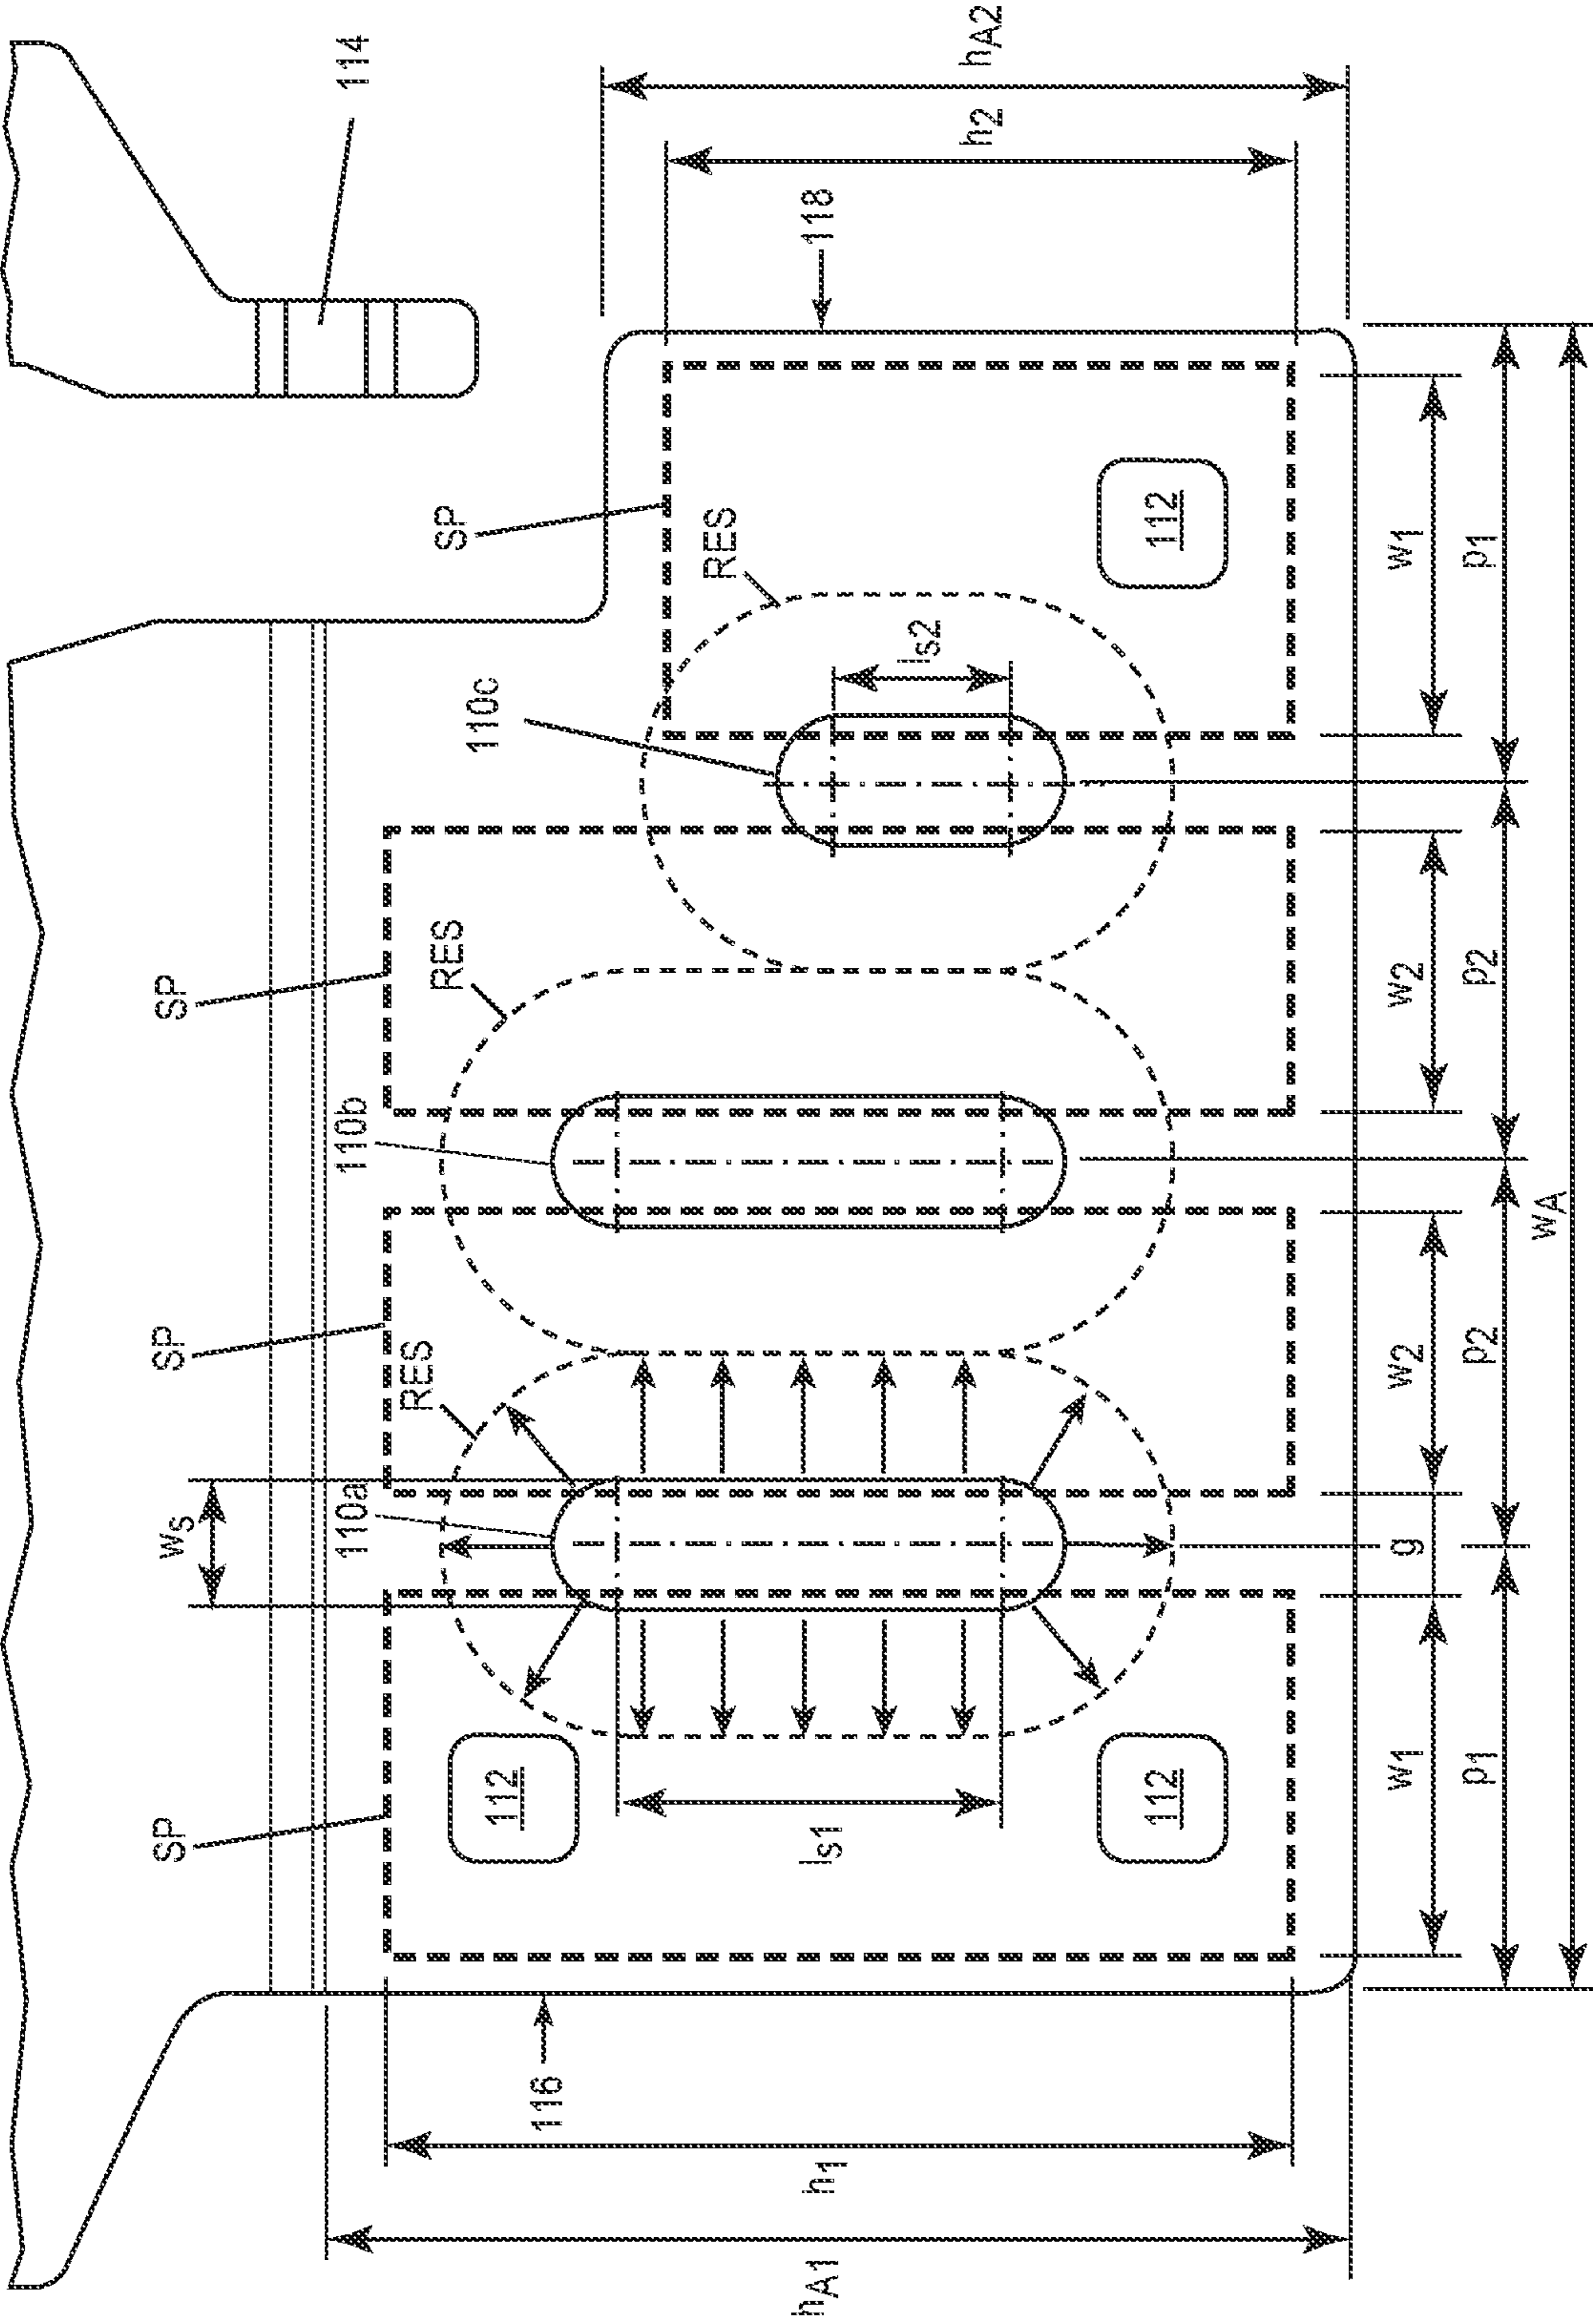 SP
wS
SP
SP
110a
110b
114
RES
RES
SP
110c
112
116
RES
hA1
h1
ls1
118
ls2
h2
hA2
112
112
w1
g
w2
w2
w1
p1
p2
p2
p1
wA